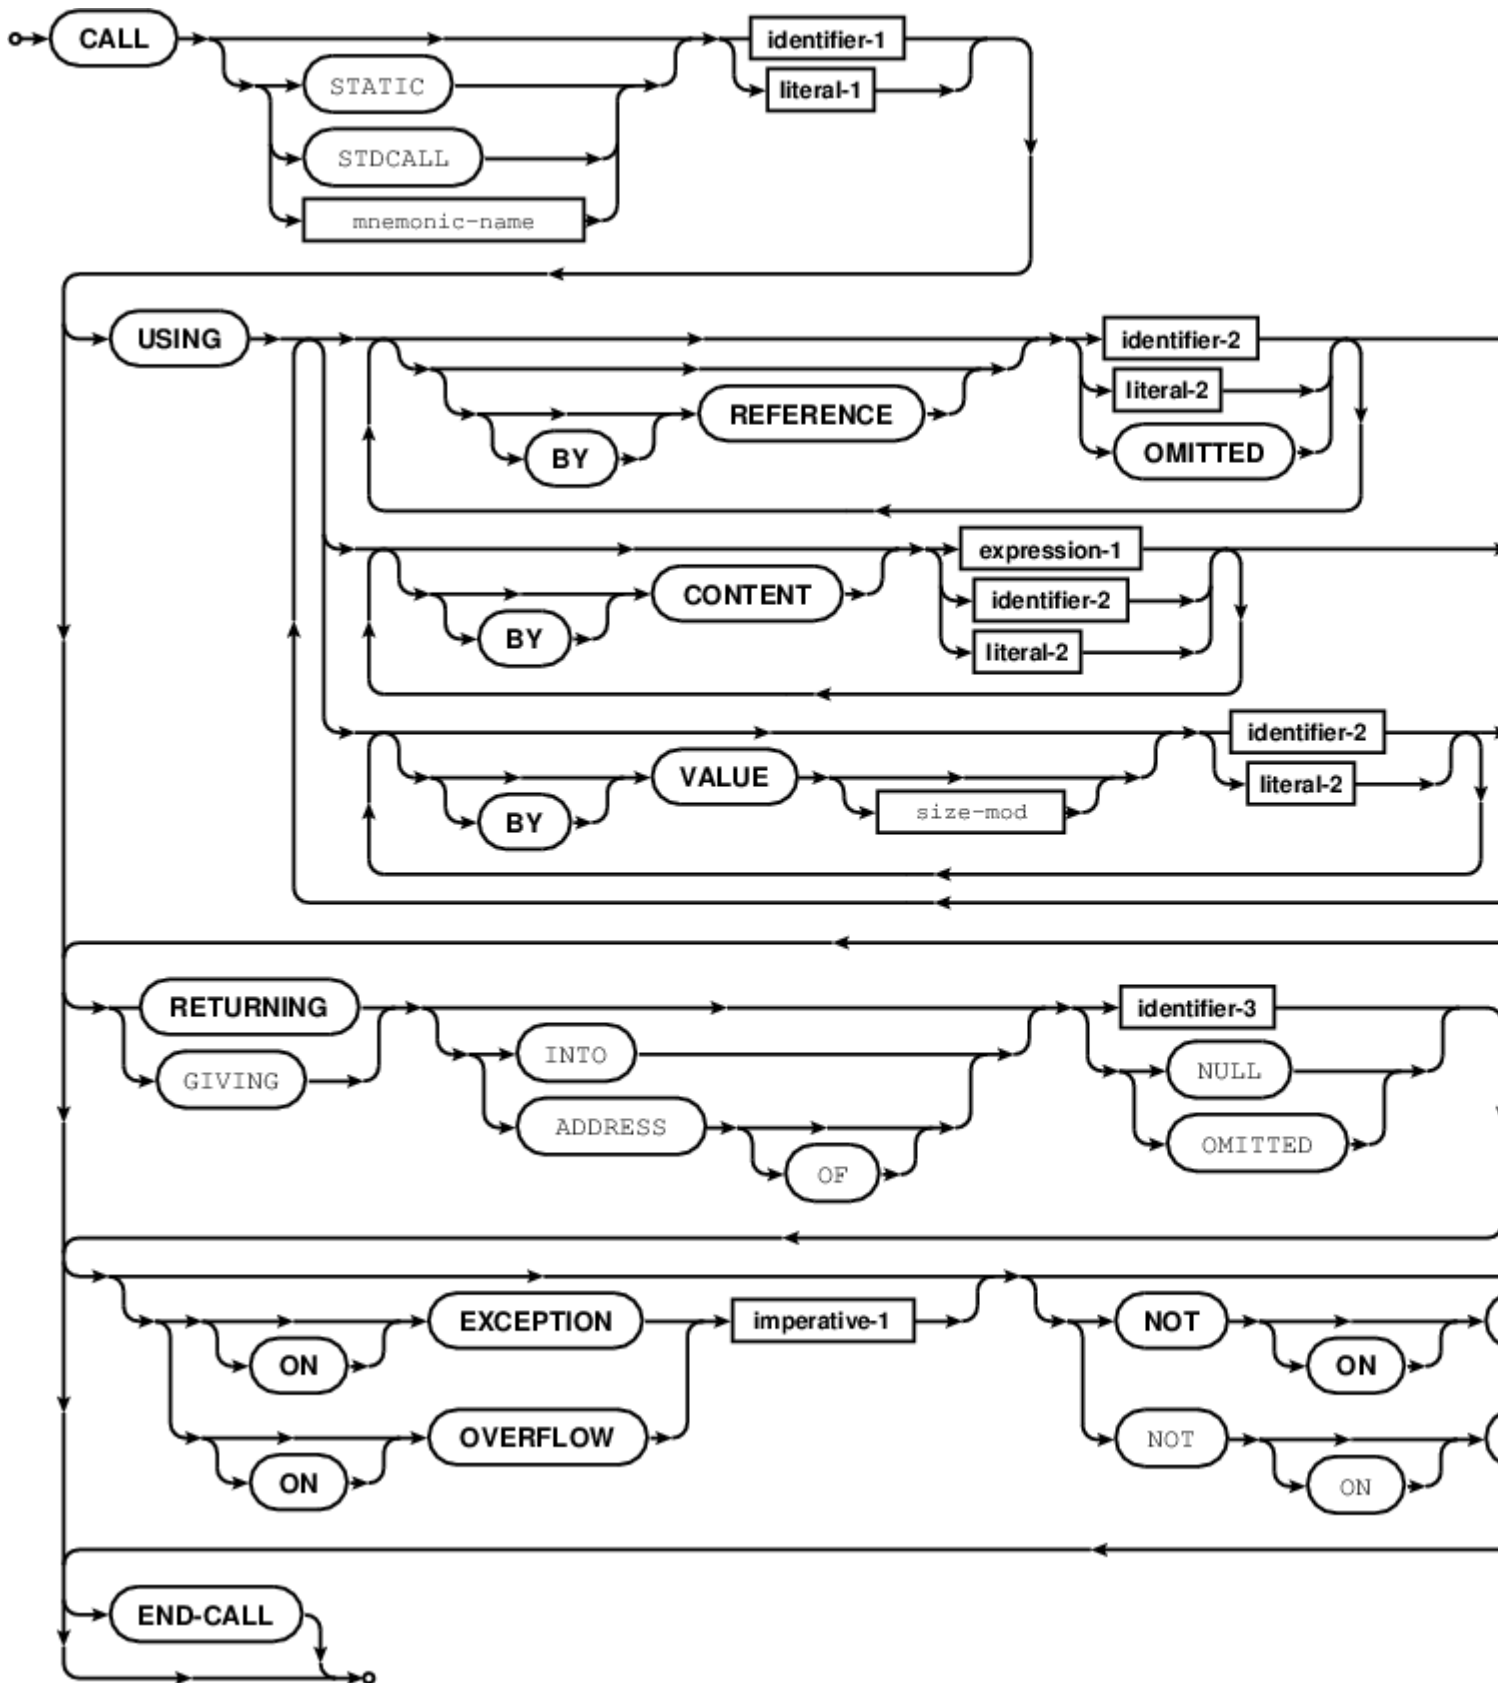 CALL identifier-1
STATIC literal-1
STDCALL
mnemonic-name
USING identifier-2
literal-2
REFERENCE
BY OMITTED
expression-1
CONTENT identifier-2
BY literal-2
identifier-2
VALUE literal-2
BY size-mod
RETURNING identifier-3
INTO NULL
GIVING
ADDRESS OMITTED
OF
EXCEPTION imperative-1 NOT
ON ON
OVERFLOW NOT
ON ON
END-CALL